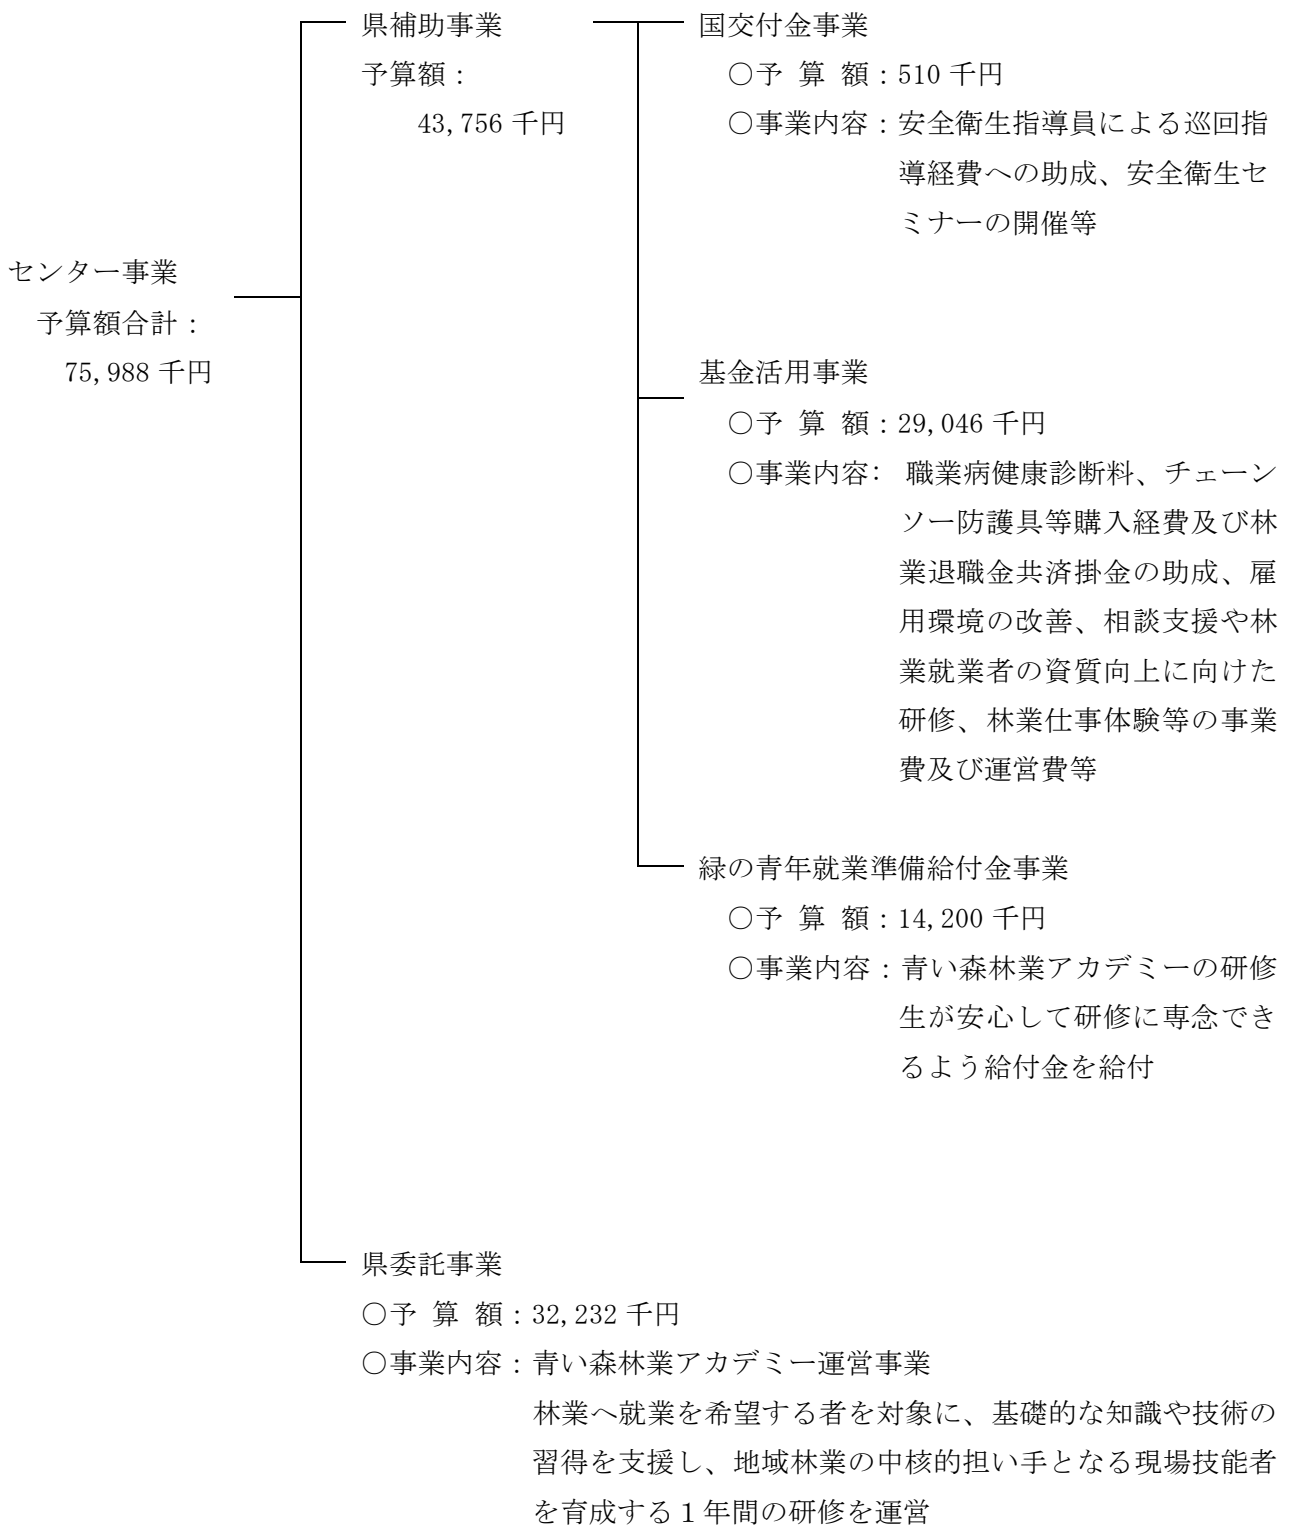 センター事業
予算額合計：
75,988 千円
県補助事業
予算額：
43,756 千円
国交付金事業
○予 算 額：510 千円
○事業内容：安全衛生指導員による巡回指
導経費への助成、安全衛生セ
ミナーの開催等
基金活用事業
○予 算 額：29,046 千円
○事業内容： 職業病健康診断料、チェーン
ソー防護具等購入経費及び林
業退職金共済掛金の助成、雇
用環境の改善、相談支援や林
業就業者の資質向上に向けた
研修、林業仕事体験等の事業
費及び運営費等
緑の青年就業準備給付金事業
○予 算 額：14,200 千円
○事業内容：青い森林業アカデミーの研修
生が安心して研修に専念でき
るよう給付金を給付
県委託事業
○予 算 額：32,232 千円
○事業内容：青い森林業アカデミー運営事業
林業へ就業を希望する者を対象に、基礎的な知識や技術の
習得を支援し、地域林業の中核的担い手となる現場技能者
を育成する１年間の研修を運営